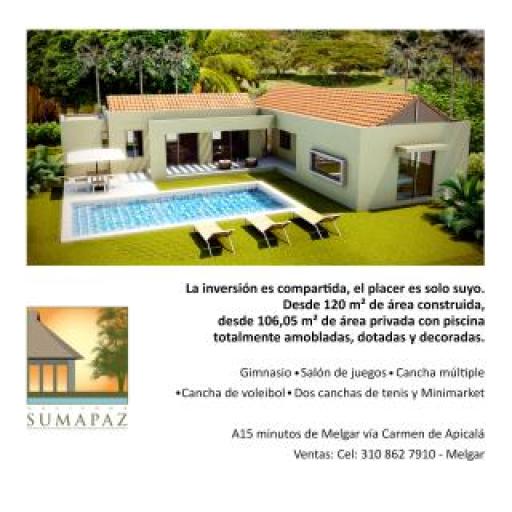 La inversión es compartida, el placer es solo suyo.
Desde 120 m² de área construida,
desde 106,05 m² de área privada con piscina
totalmente amobladas, dotadas y decoradas.
Gimnasio • Salón de juegos • Cancha múltiple
• Cancha de voleibol • Dos canchas de tenis y Minimarket
SUMAPAZ
A15 minutos de Melgar vía Carmen de Apicalá
Ventas: Cel: 310 862 7910 - Melgar